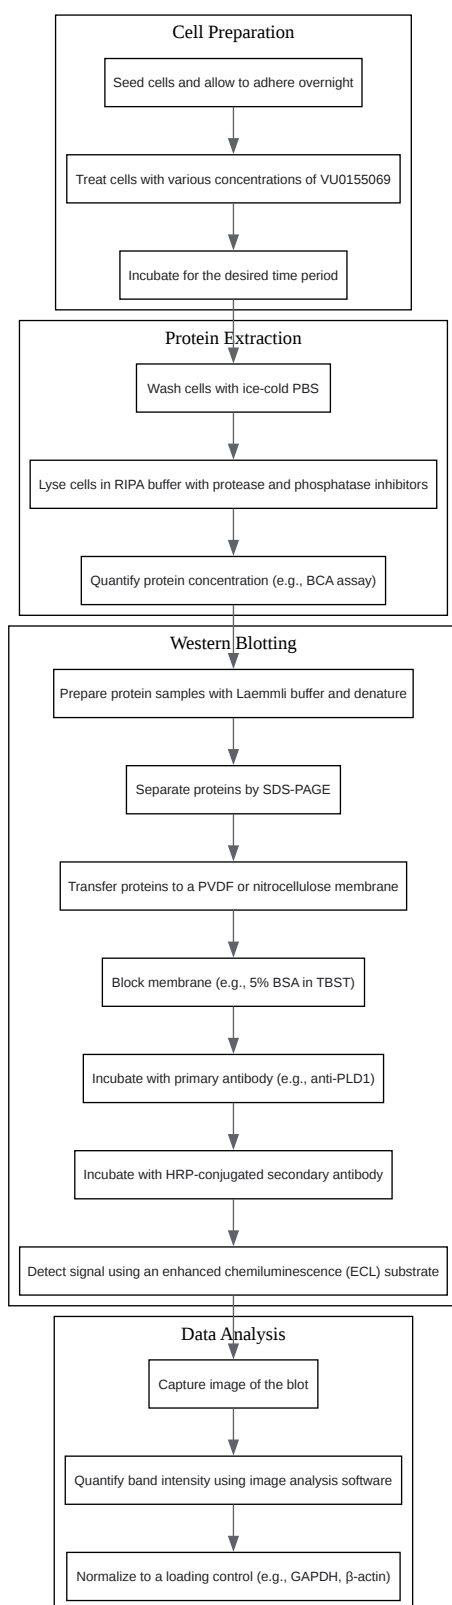 Cell Preparation
Seed cells and allow to adhere overnight
Treat cells with various concentrations of VU0155069
Incubate for the desired time period
Protein Extraction
Wash cells with ice-cold PBS
Lyse cells in RIPA buffer with protease and phosphatase inhibitors
Quantify protein concentration (e.g., BCA assay)
Western Blotting
Prepare protein samples with Laemmli buffer and denature
Separate proteins by SDS-PAGE
Transfer proteins to a PVDF or nitrocellulose membrane
Block membrane (e.g., 5% BSA in TBST)
Incubate with primary antibody (e.g., anti-PLD1)
Incubate with HRP-conjugated secondary antibody
Detect signal using an enhanced chemiluminescence (ECL) substrate
Data Analysis
Capture image of the blot
Quantify band intensity using image analysis software
Normalize to a loading control (e.g., GAPDH, β-actin)